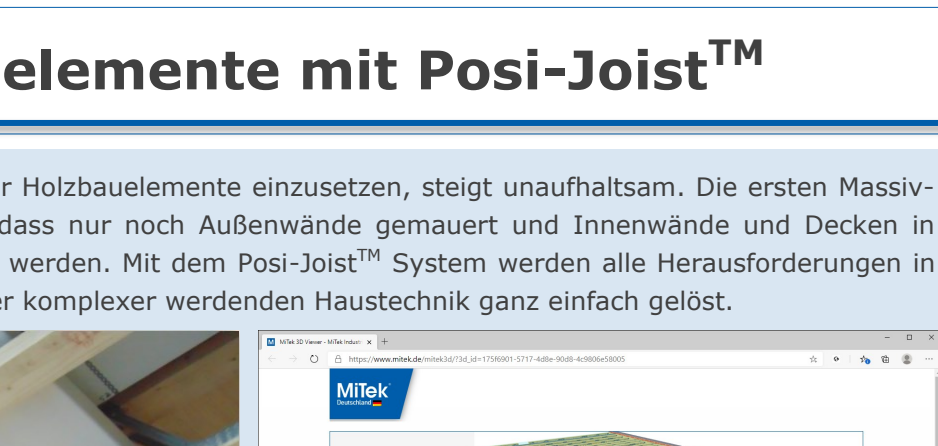 elemente mit Posi-Joist™
r Holzbauelemente einzusetzen, steigt unaufhaltsam. Die ersten Massiv-
dass nur noch Außenwände gemauert und Innenwände und Decken in
werden. Mit dem Posi-Joist™ System werden alle Herausforderungen in
er komplexer werdenden Haustechnik ganz einfach gelöst.
MiTek 3D Viewer - MiTek Industri
https://www.mitek.de/mitek3d/?3d_id=175f6901-5717-4d8e-90d8-4c9806e58005
MiTek
Deutschland